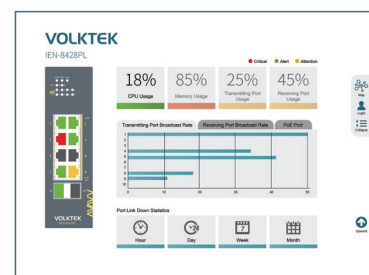 VOLKTEK
IEN-8428PL
Critical Alert Attention
18% 85% 25% 45%
CPU Usage Memory Usage Transmitting Port Usage Receiving Port Usage
Transmitting Port Broadcast Rate Receiving Port Broadcast Rate PoE Port
1
2
3
4
5
6
7
8
9
10
0 10 20 30 40 50
Port Link Down Statistics
24 7
Hour Day Week Month
VOLKTEK
Map
Login
Collapse
Upward